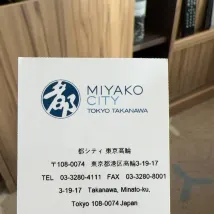 都
MIYAKO
CITY
TOKYO TAKANAWA
都シティ 東京高輪
〒108-0074 東京都港区高輪3-19-17
TEL 03-3280-4111 FAX 03-3280-8001
3-19-17 Takanawa, Minato-ku,
Tokyo 108-0074 Japan